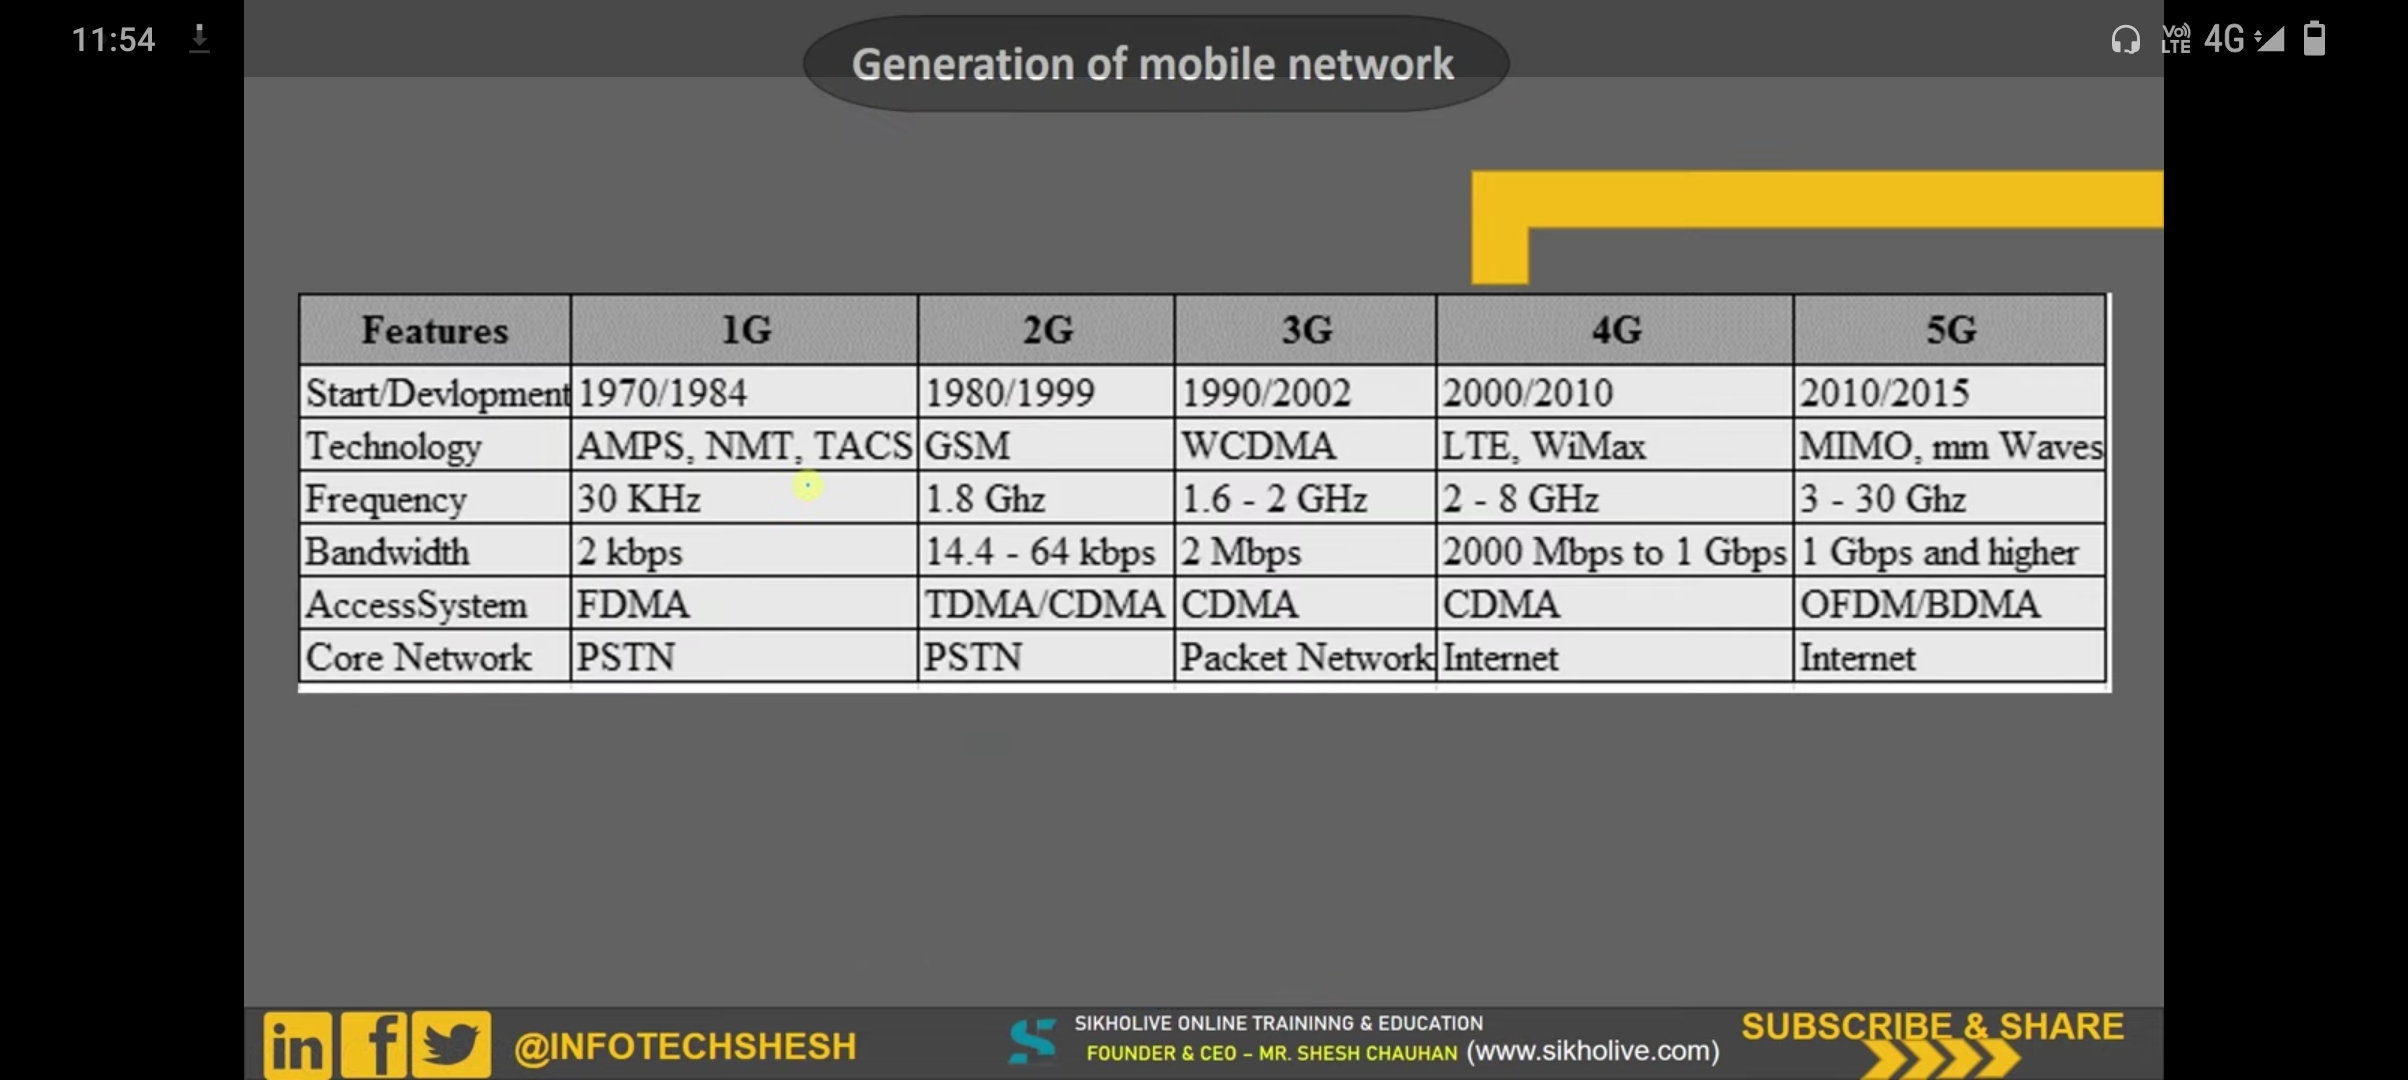 11:54
Vo)) LTE 4G
Generation of mobile network
Features 1G 2G 3G 4G 5G
Start/Devlopment 1970/1984 1980/1999 1990/2002 2000/2010 2010/2015
Technology AMPS, NMT, TACS GSM WCDMA LTE, WiMax MIMO, mm Waves
Frequency 30 KHz 1.8 Ghz 1.6 - 2 GHz 2 - 8 GHz 3 - 30 Ghz
Bandwidth 2 kbps 14.4 - 64 kbps 2 Mbps 2000 Mbps to 1 Gbps 1 Gbps and higher
AccessSystem FDMA TDMA/CDMA CDMA CDMA OFDM/BDMA
Core Network PSTN PSTN Packet Network Internet Internet
in f @INFOTECHSHESH
S SIKHOLIVE ONLINE TRAININNG & EDUCATION
FOUNDER & CEO – MR. SHESH CHAUHAN (www.sikholive.com)
SUBSCRIBE & SHARE